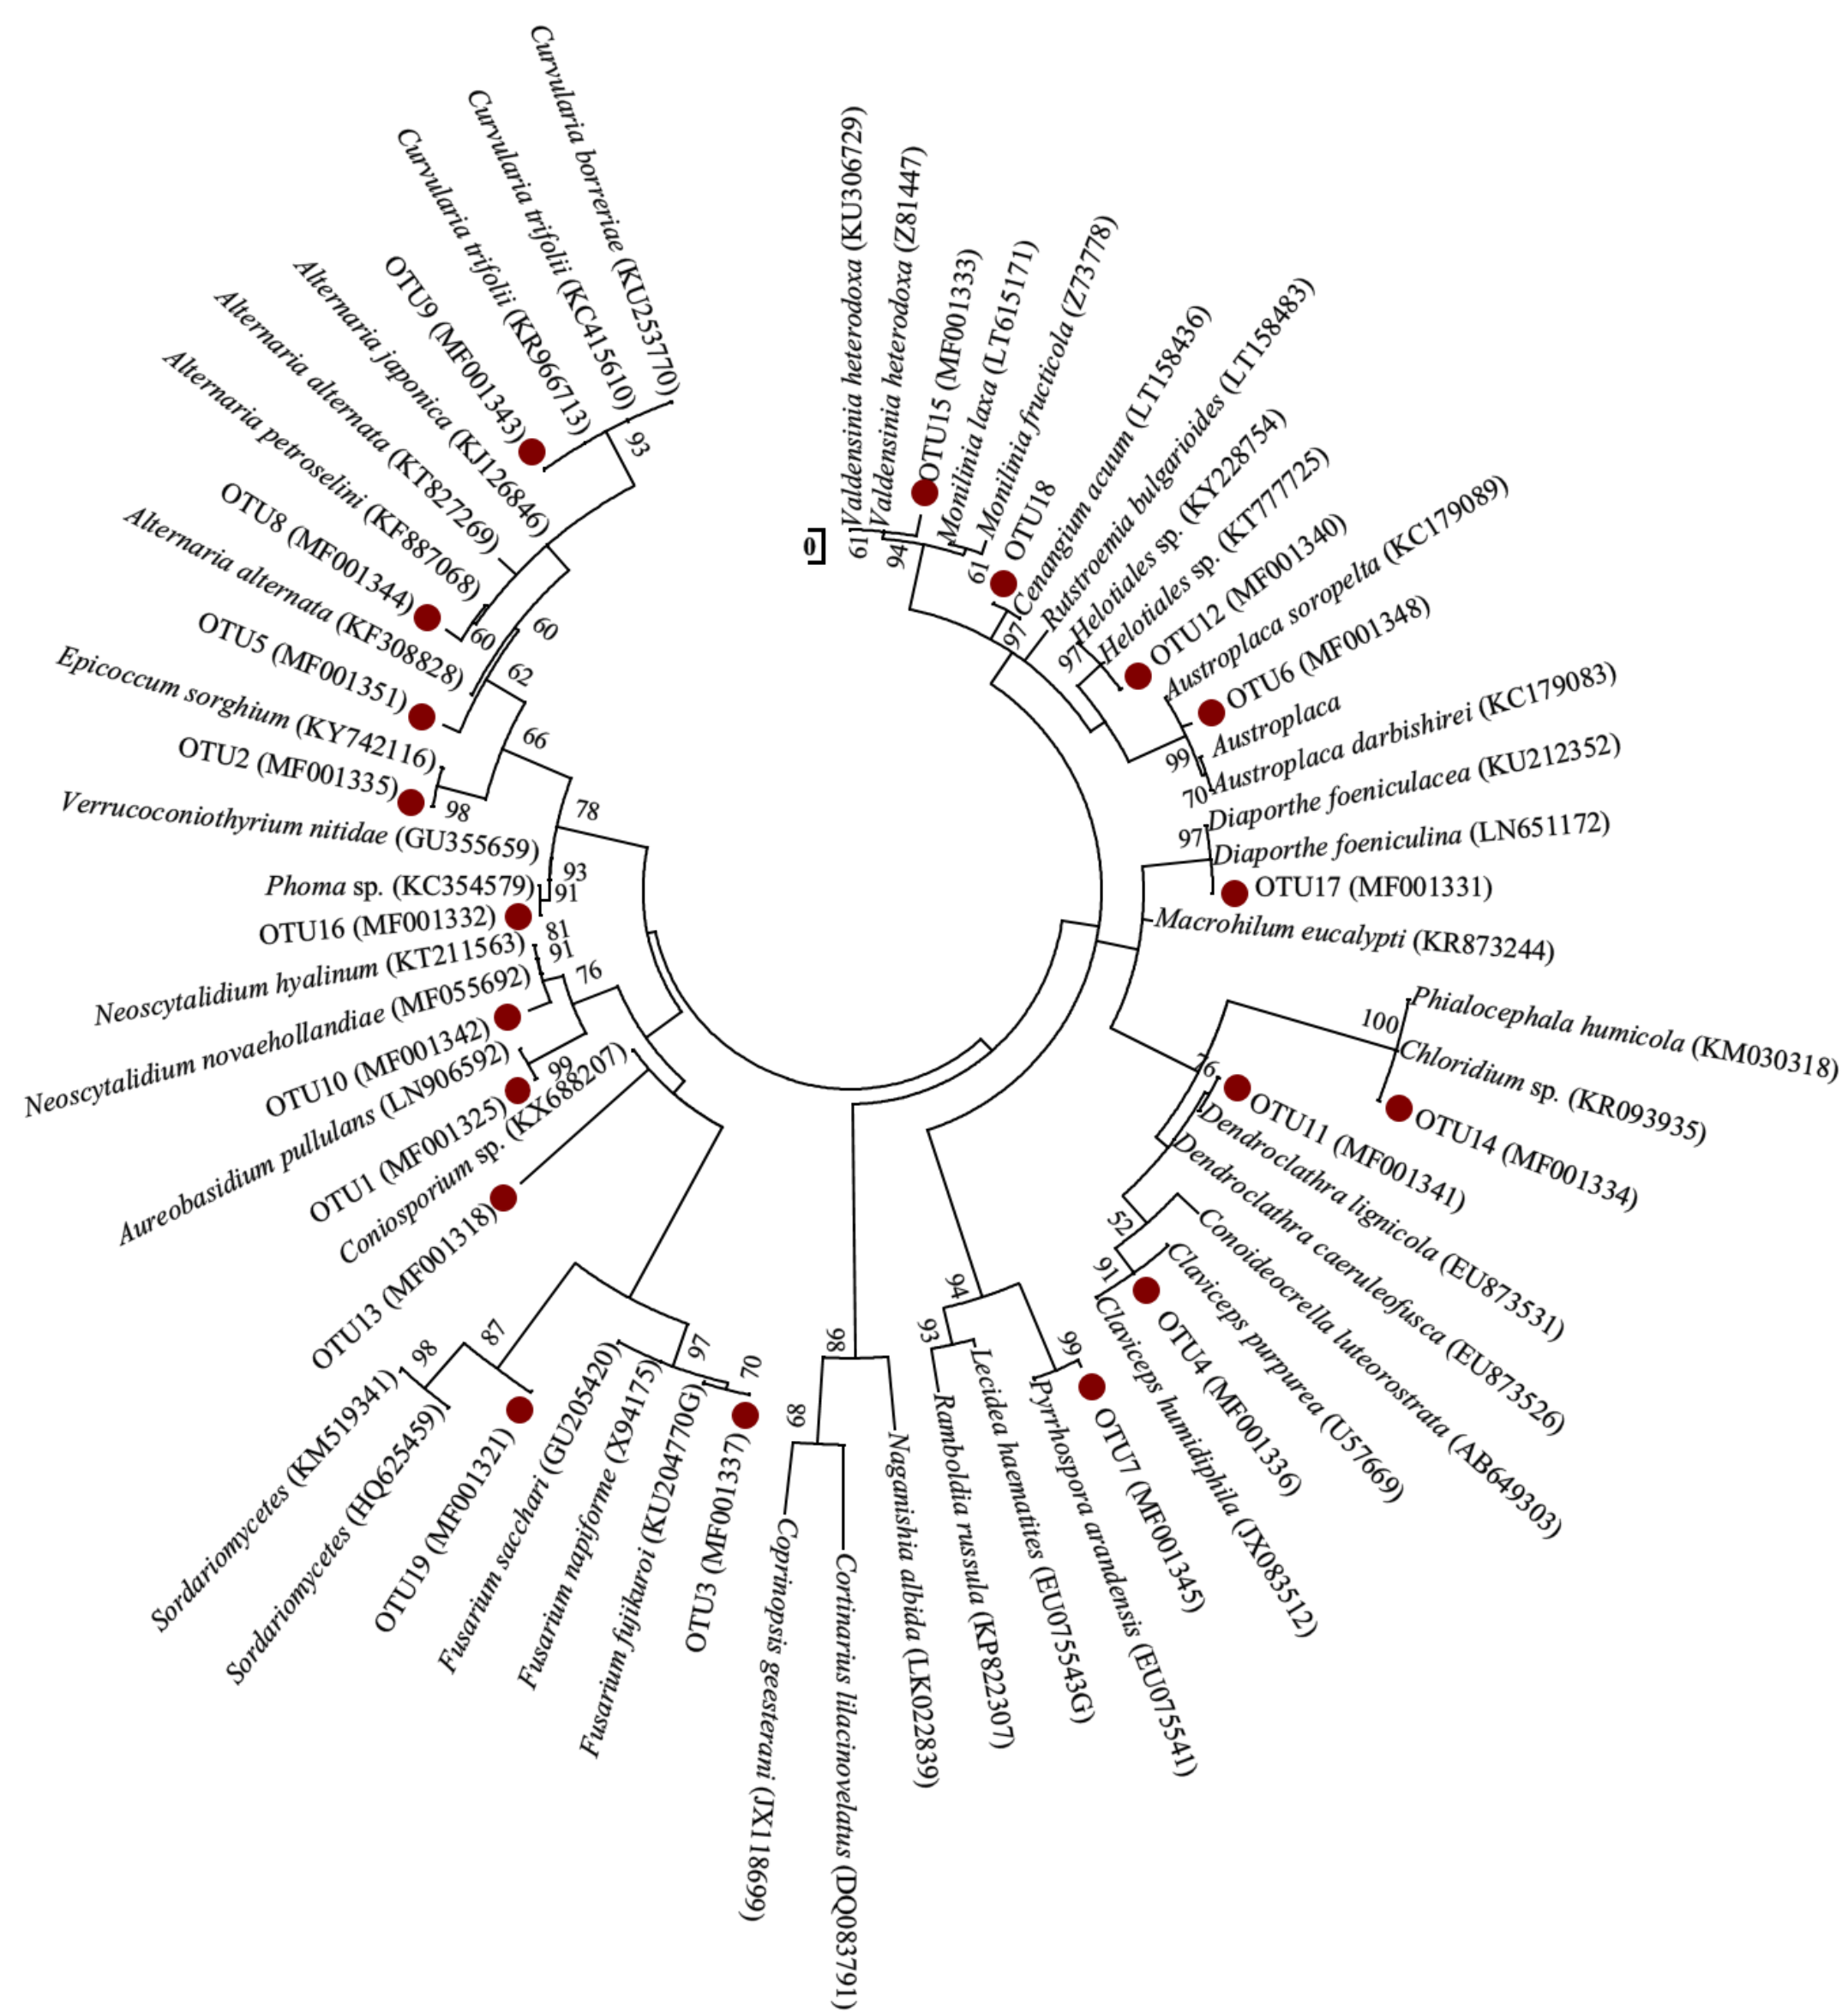 Valdensinia heterodoxa (KU306729)
Valdensinia heterodoxa (Z81447)
OTU15 (MF001333)
Monilinia laxa (LT615171)
Monilinia fructicola (Z73778)
OTU18
Cenangium acuum (LT158436)
Rutstroemia bulgarioides (LT158483)
Helotiales sp. (KY228754)
Helotiales sp. (KT777725)
OTU12 (MF001340)
Austroplaca soropelta (KC179089)
OTU6 (MF001348)
Austroplaca
Austroplaca darbishirei (KC179083)
Diaporthe foeniculacea (KU212352)
Diaporthe foeniculina (LN651172)
OTU17 (MF001331)
Macrohilum eucalypti (KR873244)
Phialocephala humicola (KM030318)
Chloridium sp. (KR093935)
OTU14 (MF001334)
OTU11 (MF001341)
Dendroclathra lignicola (EU873531)
Dendroclathra caeruleofusca (EU873526)
Conoideocrella luteorostrata (AB649303)
Claviceps purpurea (U57669)
OTU4 (MF001336)
Claviceps humidiphila (JX083512)
OTU7 (MF001345)
Pyrrhospora arandensis (EU075541)
Lecidea haematites (EU075543G)
Ramboldia russula (KP822307)
Naganishia albida (LK022839)
Cortinarius lilacinovelatus (DQ083791)
Coprinopsis geesterani (JX118699)
OTU3 (MF001337)
Fusarium fujikuroi (KU204770G)
Fusarium napiforme (X94175)
Fusarium sacchari (GU205420)
OTU19 (MF001321)
Sordariomycetes (HQ625459)
Sordariomycetes (KM519341)
OTU13 (MF001318)
Coniosporium sp. (KX688207)
OTU1 (MF001325)
Aureobasidium pullulans (LN906592)
OTU10 (MF001342)
Neoscytalidium novaehollandiae (MF055692)
Neoscytalidium hyalinum (KT211563)
OTU16 (MF001332)
Phoma sp. (KC354579)
Verrucoconiothyrium nitidae (GU355659)
OTU2 (MF001335)
Epicoccum sorghium (KY742116)
OTU5 (MF001351)
Alternaria alternata (KF308828)
OTU8 (MF001344)
Alternaria petroselini (KF887068)
Alternaria alternata (KT827269)
Alternaria japonica (KJ126846)
OTU9 (MF001343)
Curvularia trifolii (KR966713)
Curvularia trifolii (KC415610)
Curvularia borreriae (KU253770)
0
61
94
61
97
97
99
70
97
100
76
52
91
99
94
93
98
89
70
97
87
98
99
76
91
81
91
93
78
98
66
62
60
60
93